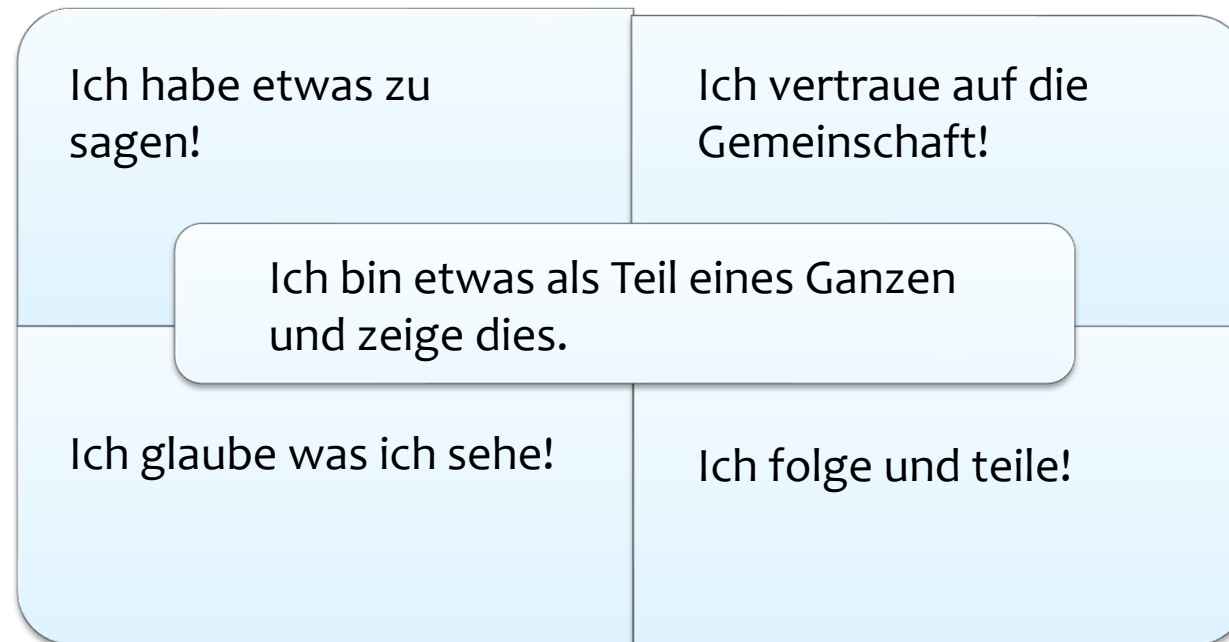 Ich habe etwas zu
sagen!
Ich vertraue auf die
Gemeinschaft!
Ich bin etwas als Teil eines Ganzen
und zeige dies.
Ich glaube was ich sehe!
Ich folge und teile!